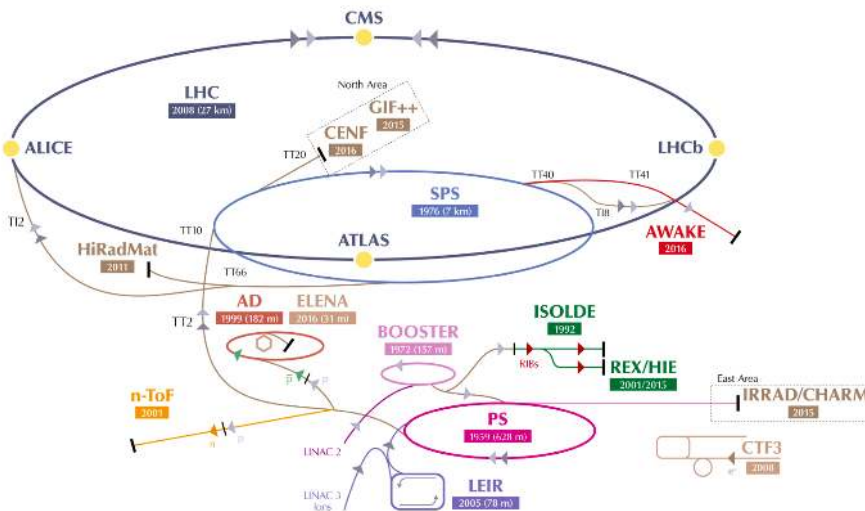 CMS
LHC
2008 (27 km)
North Area
GIF++
2015
CENF
2016
TT20
ALICE
LHCb
TT40
TT41
SPS
1976 (7 km)
TI2
TT10
TI8
AWAKE
2016
HiRadMat
2011
ATLAS
TT66
AD
1999 (182 m)
ELENA
2016 (31 m)
TT2
BOOSTER
1972 (157 m)
ISOLDE
1992
RIBs
REX/HIE
2001/2015
p̅
p
n-ToF
2001
East Area
IRRAD/CHARM
2015
PS
1959 (628 m)
n
p
LINAC 2
CTF3
2008
e-
LINAC 3
Ions
LEIR
2005 (78 m)